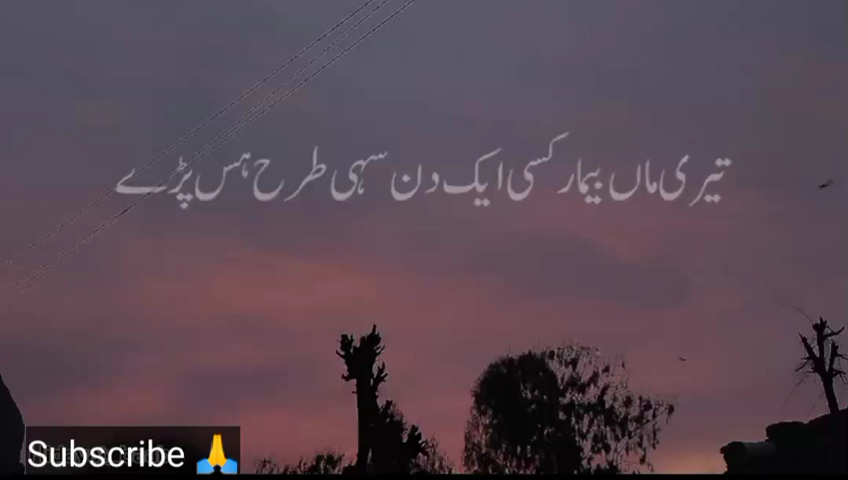 تیری ماں بیمار کسی ایک دن سہی طرح ہس پڑے
Subscribe 🙏